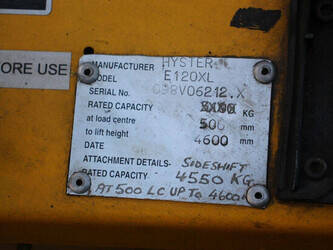 ORE USE
MANUFACTURER HYSTER
MODEL E120XL
SERIAL No. C98V06212.X
RATED CAPACITY KG
at load centre 500 mm
to lift height 4600 mm
DATE
ATTACHMENT DETAILS- SIDESHIFT
RATED CAPACITY 4550 KG
AT 500 LC UP TO 4600